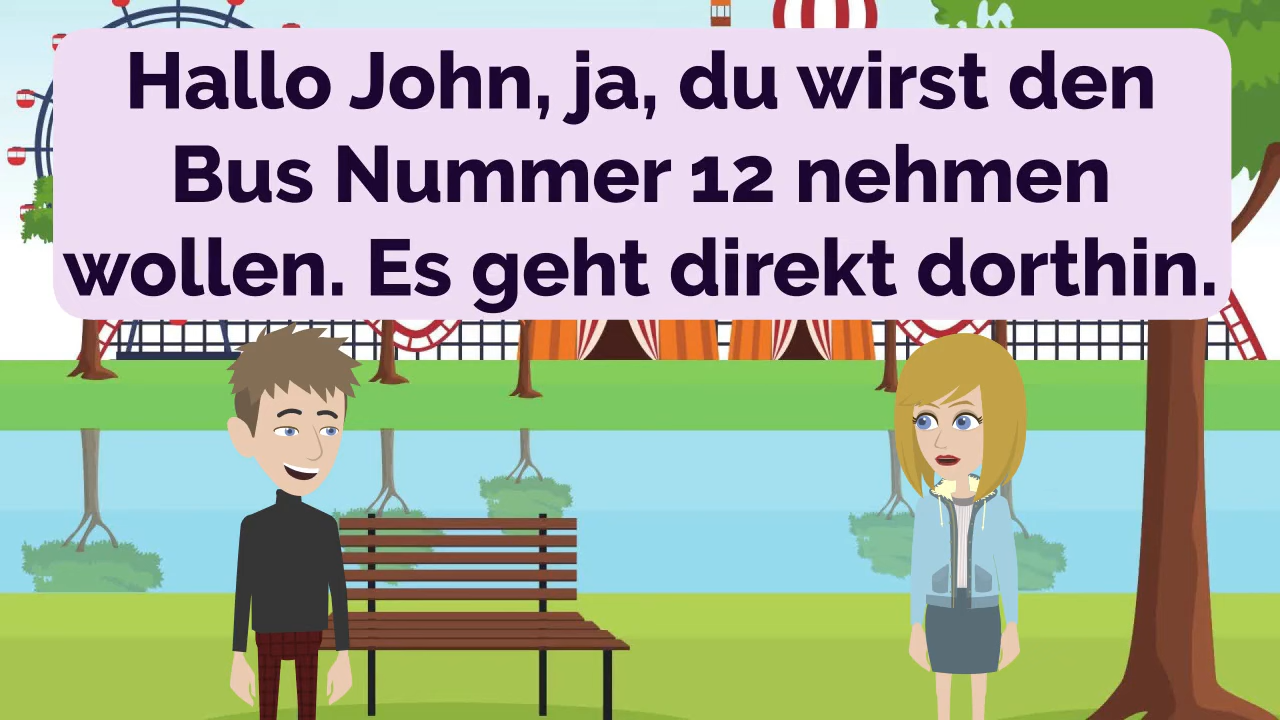 Hallo John, ja, du wirst den
Bus Nummer 12 nehmen
wollen. Es geht direkt dorthin.